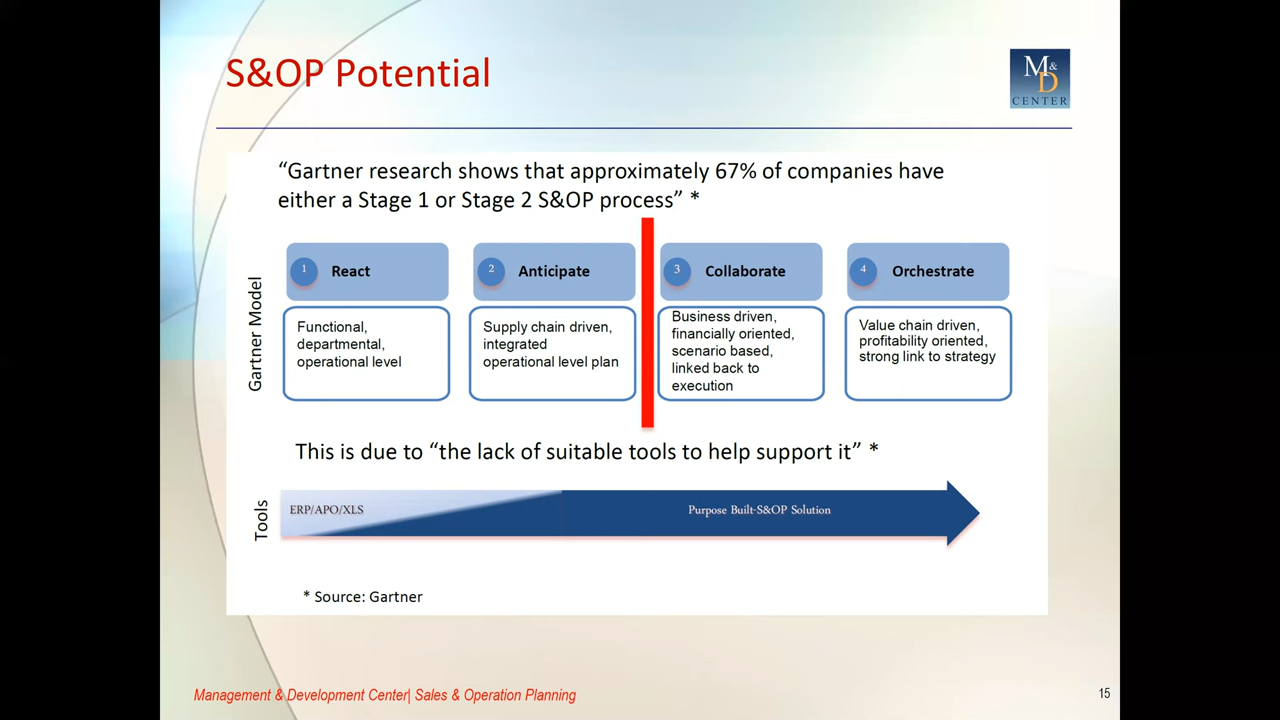 S&OP Potential
M&
D
CENTER
“Gartner research shows that approximately 67% of companies have
either a Stage 1 or Stage 2 S&OP process” *
Gartner Model
1 React
2 Anticipate
3 Collaborate
4 Orchestrate
Functional,
departmental,
operational level
Supply chain driven,
integrated
operational level plan
Business driven,
financially oriented,
scenario based,
linked back to
execution
Value chain driven,
profitability oriented,
strong link to strategy
This is due to “the lack of suitable tools to help support it” *
Tools
ERP/APO/XLS
Purpose Built-S&OP Solution
* Source: Gartner
Management & Development Center| Sales & Operation Planning
15